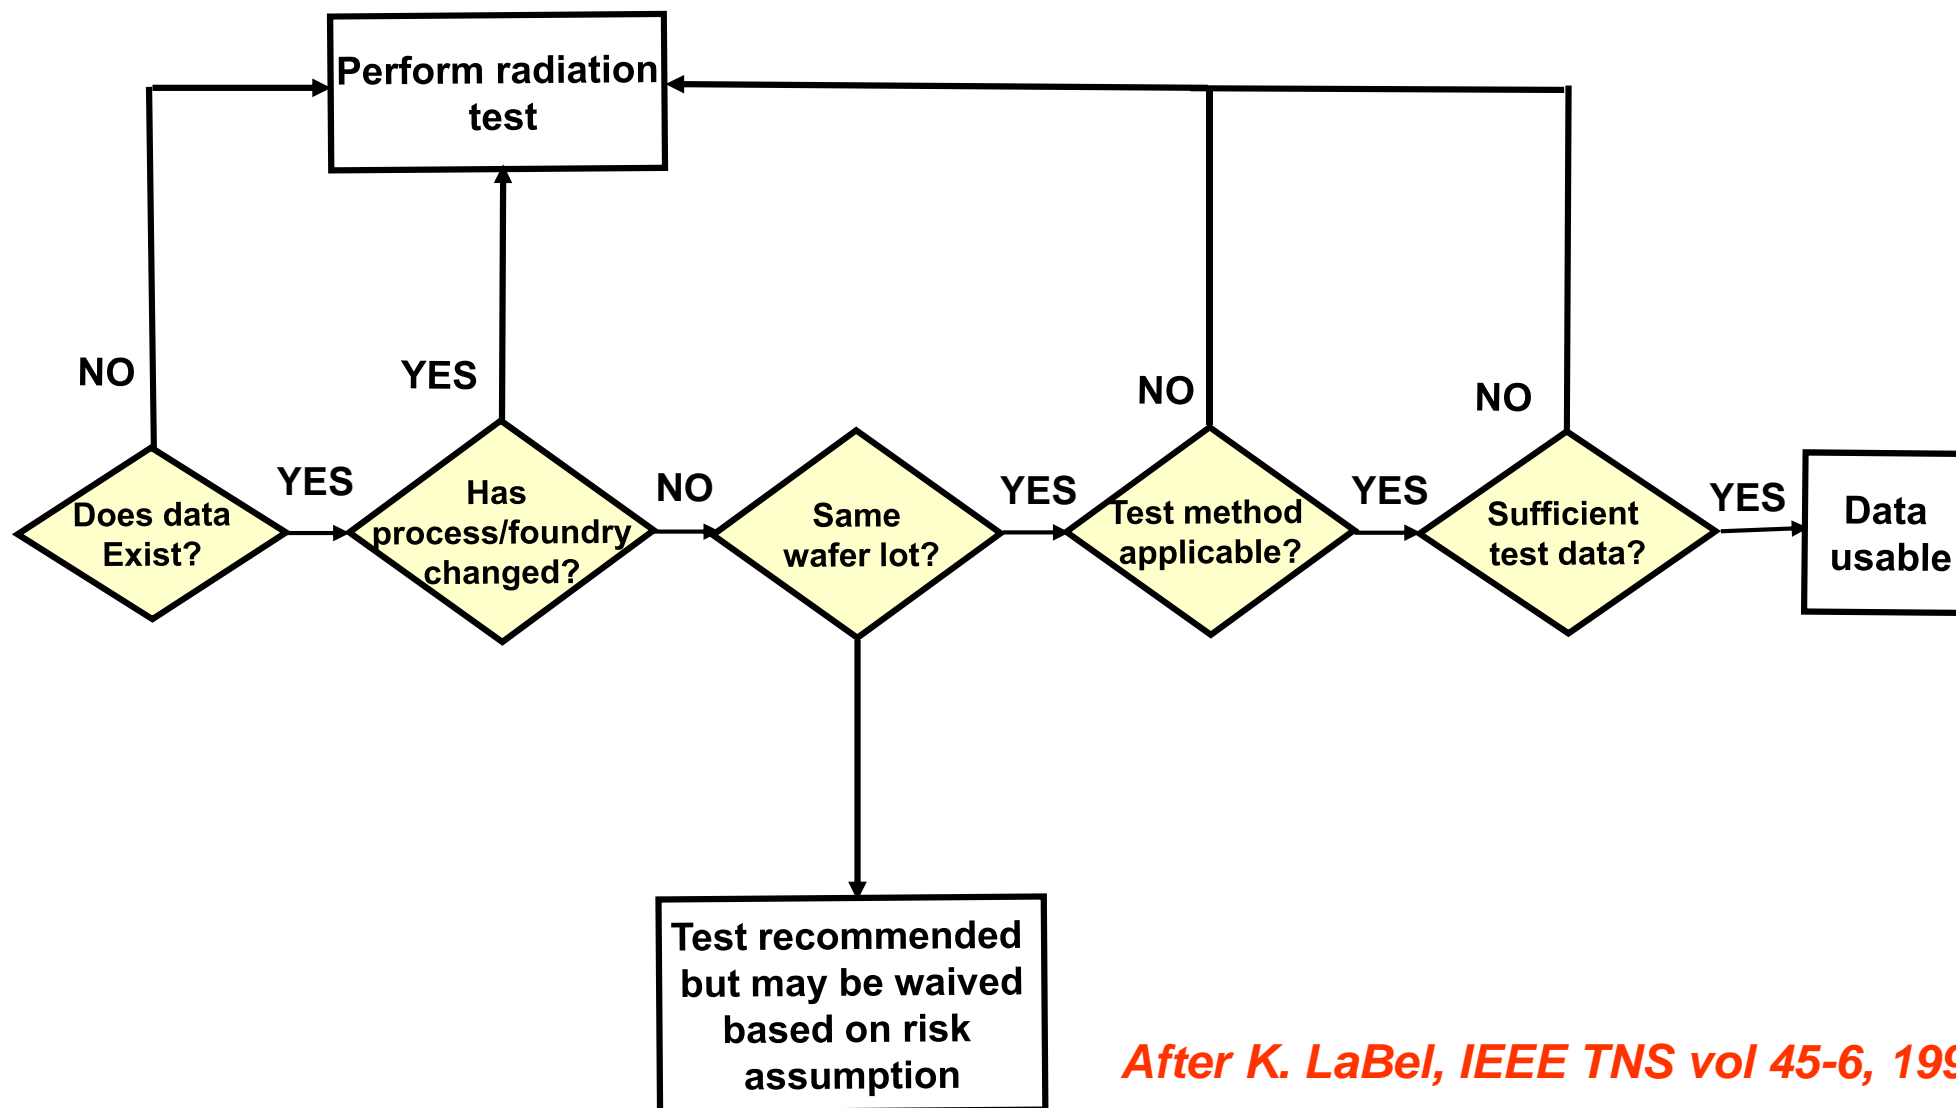 Perform radiation
test
NO
YES
NO
NO
Does data
Exist?
YES
Has
process/foundry
changed?
NO
Same
wafer lot?
YES
Test method
applicable?
YES
Sufficient
test data?
YES
Data
usable
Test recommended
but may be waived
based on risk
assumption
After K. LaBel, IEEE TNS vol 45-6, 199